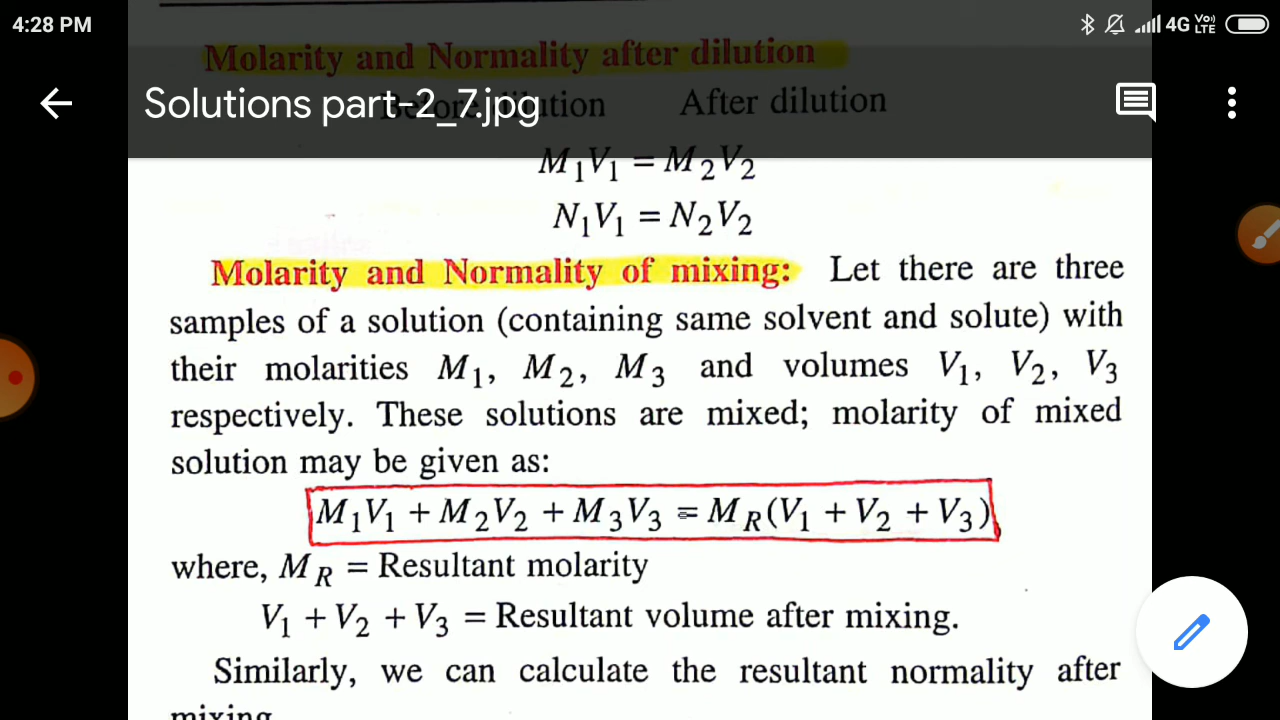 4:28 PM
4G Vo) LTE
Molarity and Normality after dilution
Solutions part-2_7.jpg
After dilution
M₁V₁ = M₂V₂
N₁V₁ = N₂V₂
Molarity and Normality of mixing: Let there are three
samples of a solution (containing same solvent and solute) with
their molarities M₁, M₂, M₃ and volumes V₁, V₂, V₃
respectively. These solutions are mixed; molarity of mixed
solution may be given as:
M₁V₁ + M₂V₂ + M₃V₃ = M_R(V₁ + V₂ + V₃)
where, M_R = Resultant molarity
V₁ + V₂ + V₃ = Resultant volume after mixing.
Similarly, we can calculate the resultant normality after
mixing